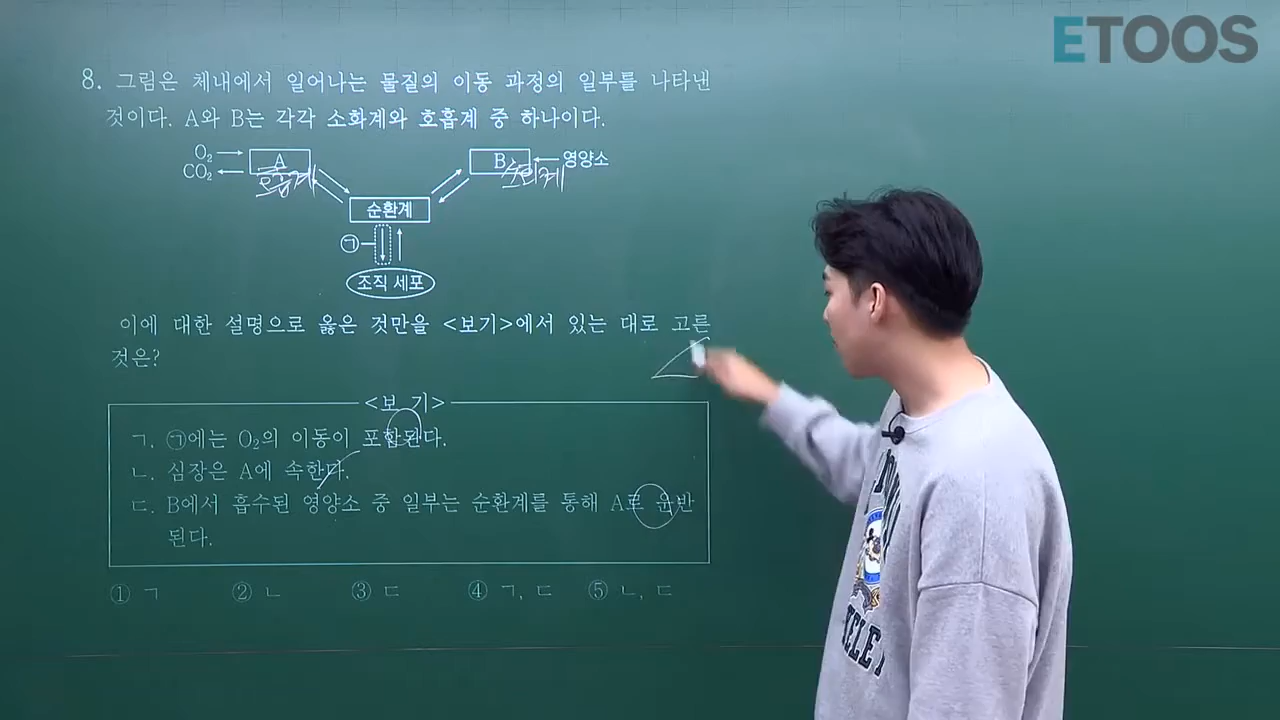 ETOOS
8. 그림은 체내에서 일어나는 물질의 이동 과정의 일부를 나타낸
것이다. A와 B는 각각 소화계와 호흡계 중 하나이다.
O₂ A B 영양소
CO₂ 호흡계 소화계
순환계
㉠
조직 세포
이에 대한 설명으로 옳은 것만을 <보기>에서 있는 대로 고른
것은?
<보 기>
ㄱ. ㉠에는 O₂의 이동이 포함된다.
ㄴ. 심장은 A에 속한다.
ㄷ. B에서 흡수된 영양소 중 일부는 순환계를 통해 A로 운반
된다.
① ㄱ ② ㄴ ③ ㄷ ④ ㄱ, ㄷ ⑤ ㄴ, ㄷ